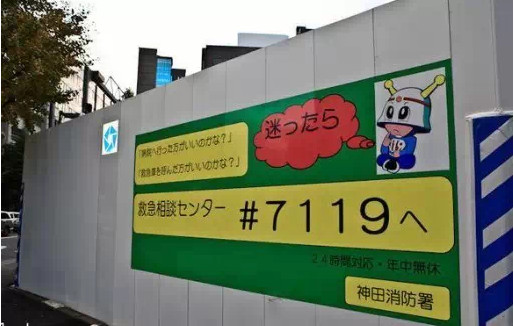 「病院へ行った方がいいのかな？」
「救急車を呼んだ方がいいのかな？」
迷ったら
救急相談センター #7119へ
24時間対応・年中無休
神田消防署